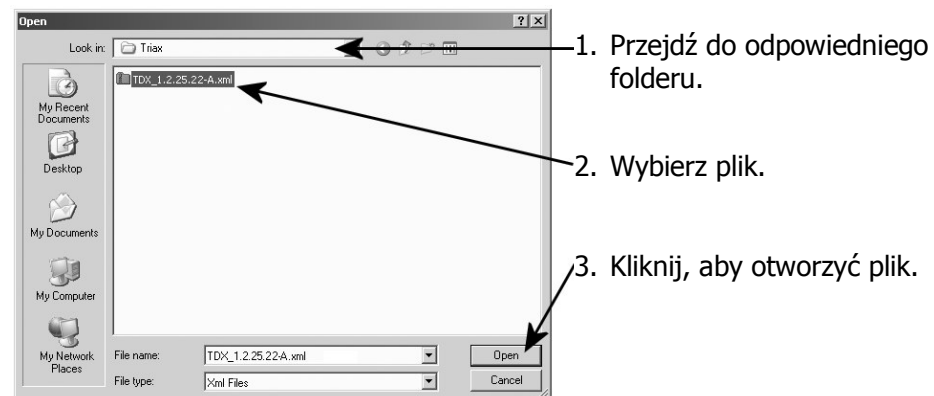 Open
Look in:
Triax
TDX_1.2.25.22-A.xml
My Recent
Documents
Desktop
My Documents
My Computer
My Network
Places
File name:
TDX_1.2.25.22-A.xml
Open
File type:
Xml Files
Cancel
1. Przejdź do odpowiedniego
folderu.
2. Wybierz plik.
3. Kliknij, aby otworzyć plik.